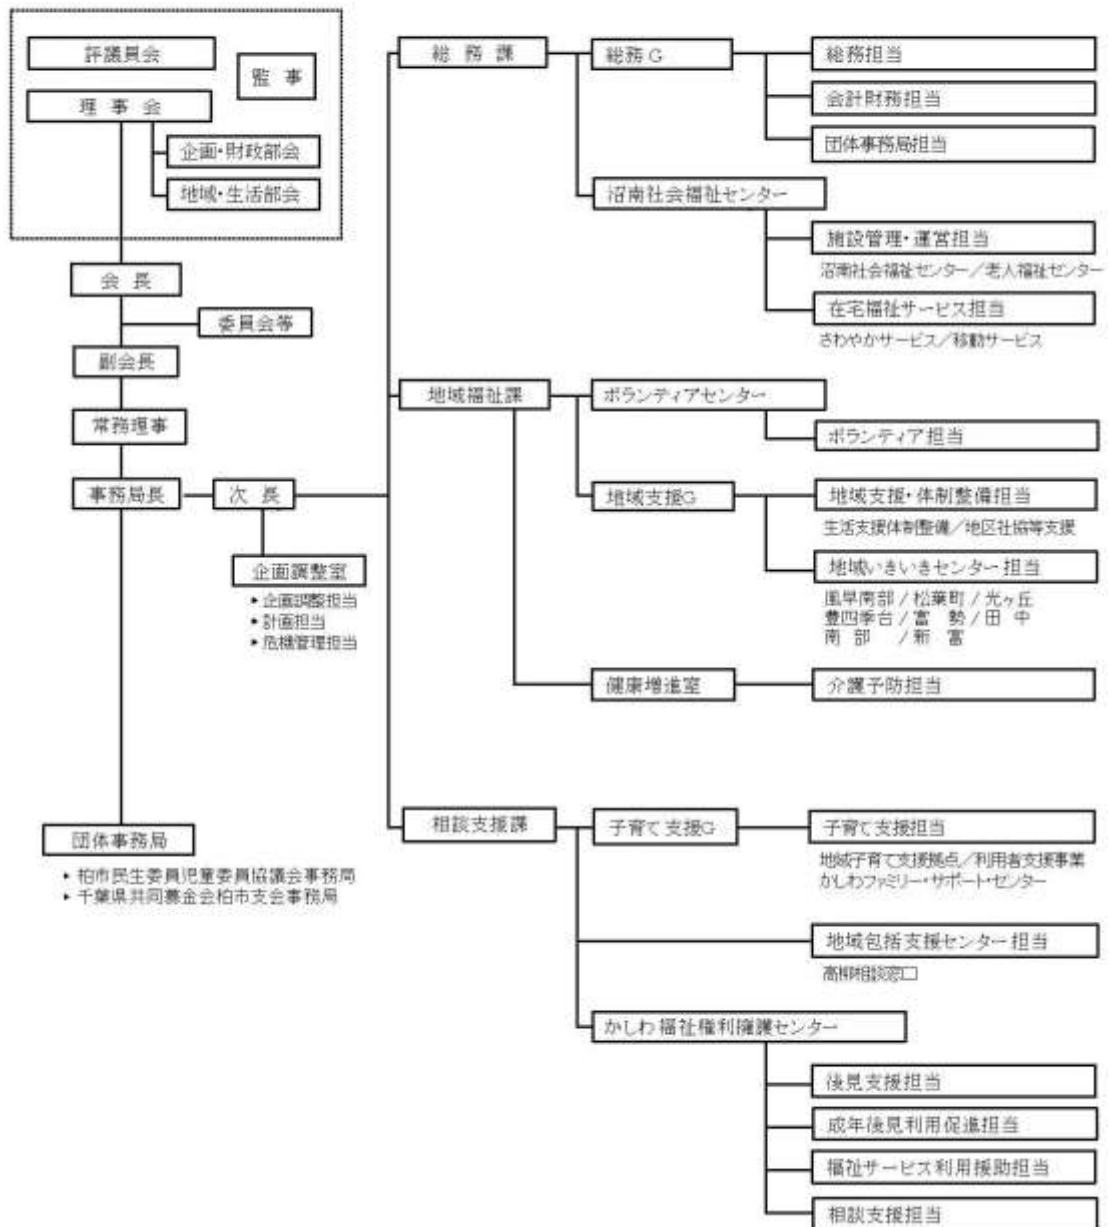 評議員会
監事
理事会
企画・財政部会
地域・生活部会
会長
委員会等
副会長
常務理事
事務局長
次長
企画調整室
▸ 企画調整担当
▸ 計画担当
▸ 危機管理担当
団体事務局
▸ 柏市民生委員児童委員協議会事務局
▸ 千葉県共同募金会柏市支会事務局
総務課
総務G
総務担当
会計財務担当
団体事務局担当
沼南社会福祉センター
施設管理・運営担当
沼南社会福祉センター／老人福祉センター
在宅福祉サービス担当
さわやかサービス／移動サービス
地域福祉課
ボランティアセンター
ボランティア担当
地域支援G
地域支援・体制整備担当
生活支援体制整備／地区社協等支援
地域いきいきセンター担当
風早南部 / 松葉町 / 光ヶ丘
豊四季台 / 富 勢 / 田 中
南 部 / 新 富
健康増進室
介護予防担当
相談支援課
子育て支援G
子育て支援担当
地域子育て支援拠点／利用者支援事業
かしわファミリー・サポート・センター
地域包括支援センター担当
高柳相談窓口
かしわ福祉権利擁護センター
後見支援担当
成年後見利用促進担当
福祉サービス利用援助担当
相談支援担当